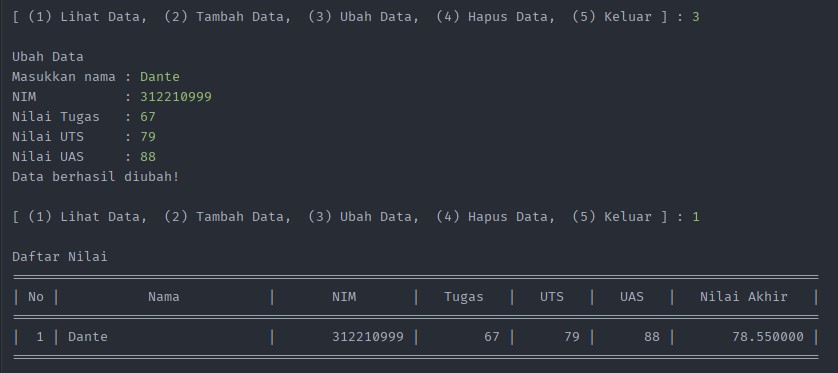 [ (1) Lihat Data,  (2) Tambah Data,  (3) Ubah Data,  (4) Hapus Data,  (5) Keluar ] : 3
Ubah Data
Masukkan nama : Dante
NIM           : 312210999
Nilai Tugas   : 67
Nilai UTS     : 79
Nilai UAS     : 88
Data berhasil diubah!
[ (1) Lihat Data,  (2) Tambah Data,  (3) Ubah Data,  (4) Hapus Data,  (5) Keluar ] : 1
Daftar Nilai
| No |           Nama           |       NIM       |   Tugas   |   UTS   |   UAS   |   Nilai Akhir   |
|  1 | Dante                    |       312210999 |        67 |      79 |      88 |       78.550000 |